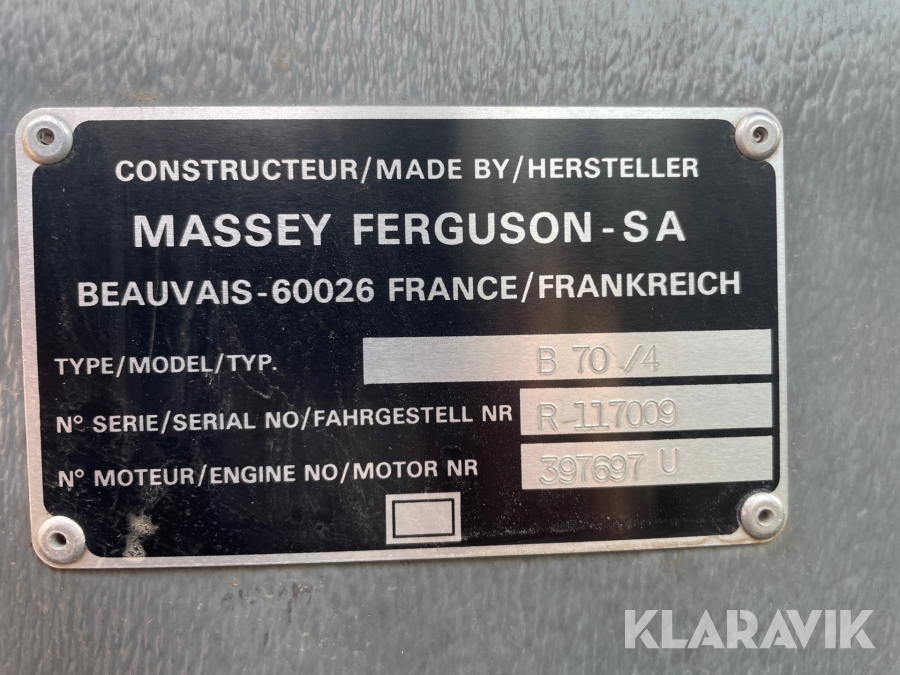 CONSTRUCTEUR/MADE BY/HERSTELLER
MASSEY FERGUSON-SA
BEAUVAIS-60026 FRANCE/FRANKREICH
TYPE/MODEL/TYP. B 70 /4
N° SERIE/SERIAL NO/FAHRGESTELL NR R-117009
N° MOTEUR/ENGINE NO/MOTOR NR 397697 U
KLARAVIK